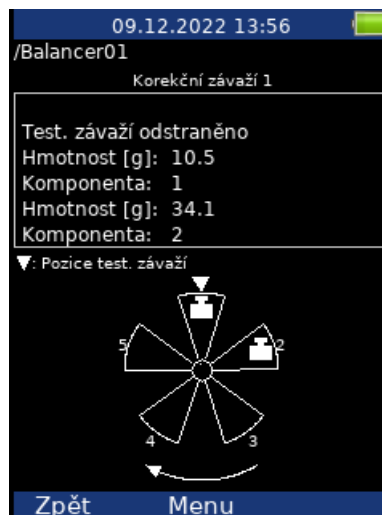 09.12.2022 13:56
/Balancer01
Korekční závaží 1
Test. závaží odstraněno
Hmotnost [g]: 10.5
Komponenta: 1
Hmotnost [g]: 34.1
Komponenta: 2
▼: Pozice test. závaží
5
2
4
3
Zpět Menu